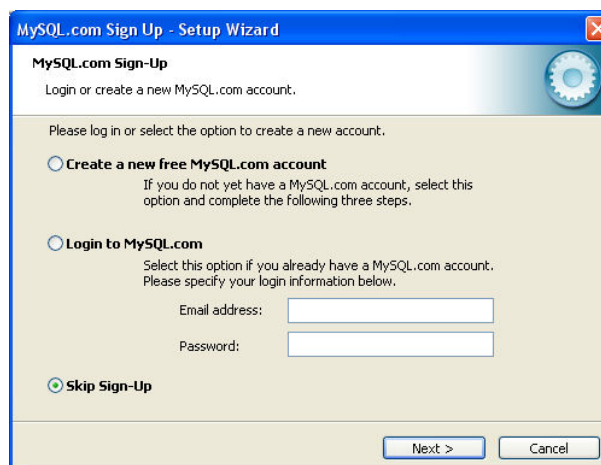 MySQL.com Sign Up - Setup Wizard
MySQL.com Sign-Up
Login or create a new MySQL.com account.
Please log in or select the option to create a new account.
Create a new free MySQL.com account
If you do not yet have a MySQL.com account, select this
option and complete the following three steps.
Login to MySQL.com
Select this option if you already have a MySQL.com account.
Please specify your login information below.
Email address:
Password:
Skip Sign-Up
Next > Cancel